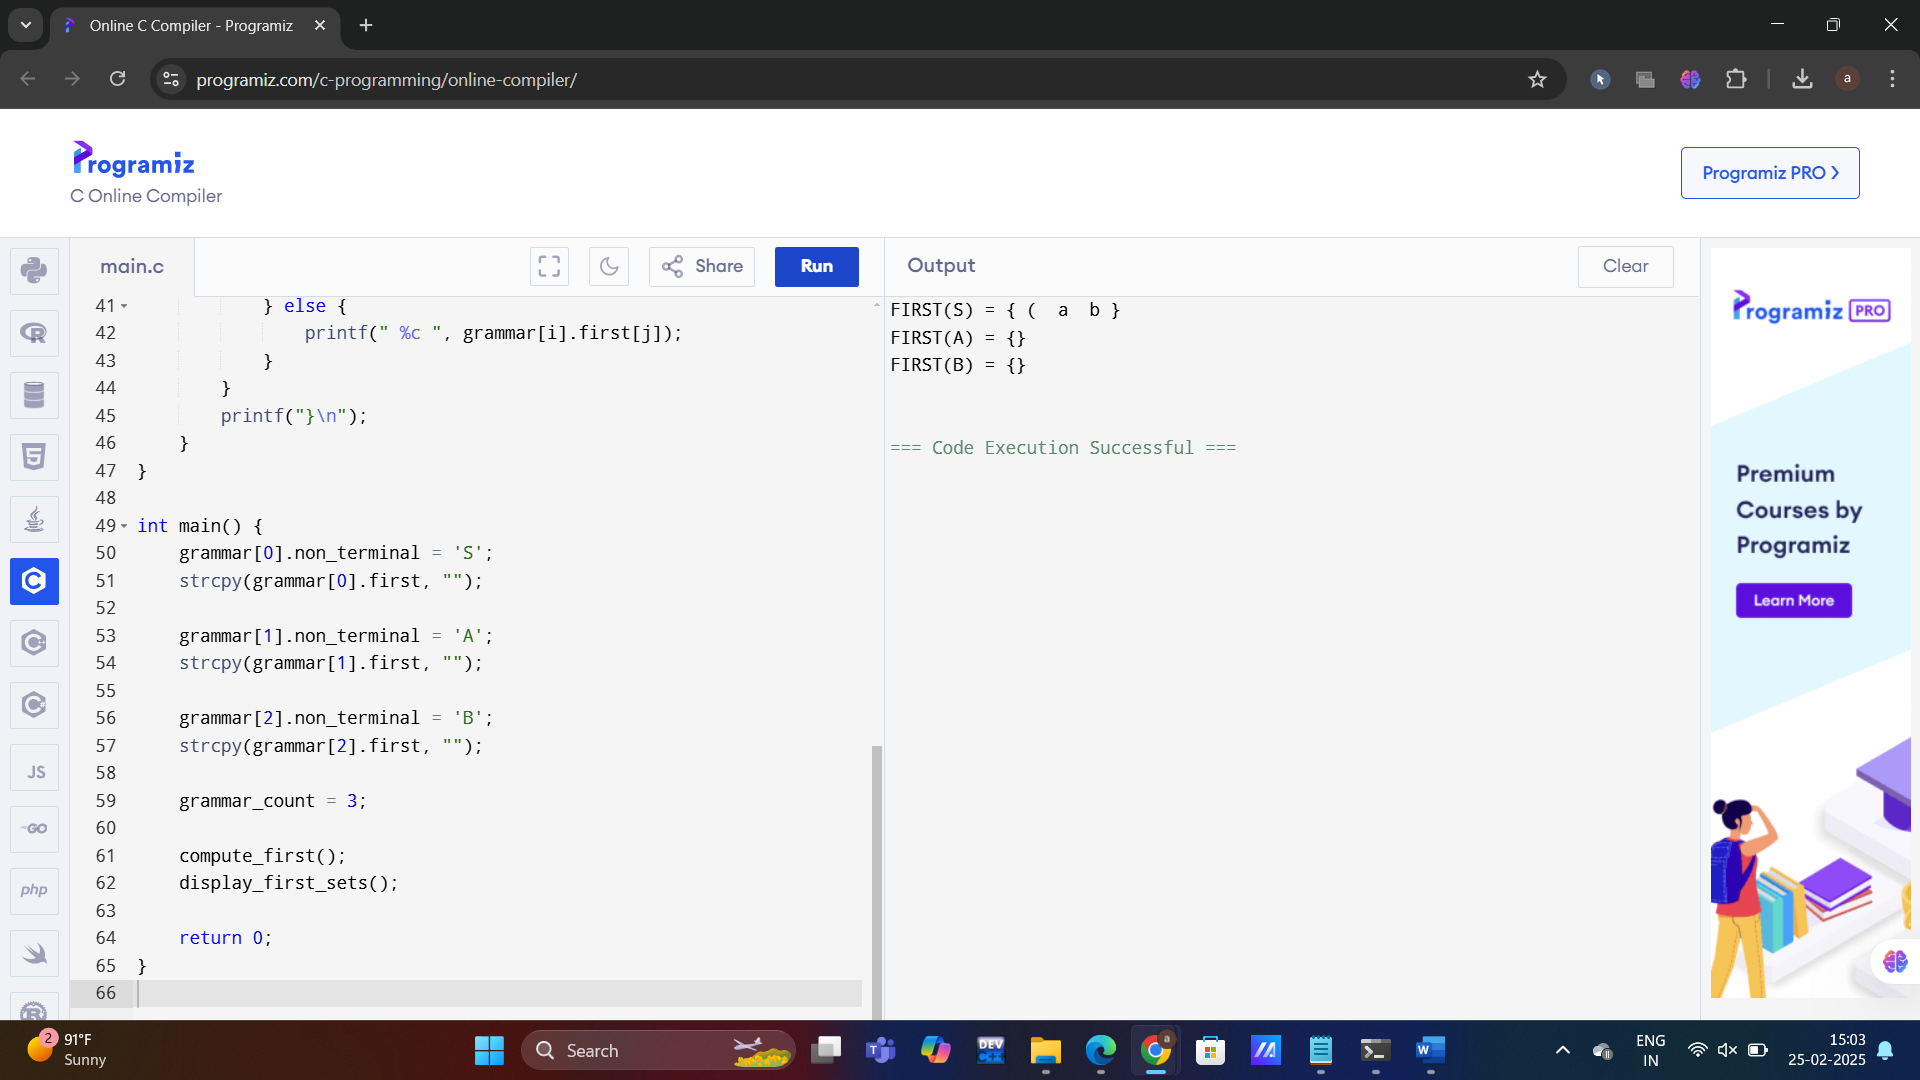 Online C Compiler - Programiz
programiz.com/c-programming/online-compiler/
a
Programiz
C Online Compiler
Programiz PRO
main.c
Share
Run
Output
Clear
41 } else {
42 printf(" %c ", grammar[i].first[j]);
43 }
44 }
45 printf("}\n");
46 }
47 }
48
49 int main() {
50 grammar[0].non_terminal = 'S';
51 strcpy(grammar[0].first, "");
52
53 grammar[1].non_terminal = 'A';
54 strcpy(grammar[1].first, "");
55
56 grammar[2].non_terminal = 'B';
57 strcpy(grammar[2].first, "");
58
59 grammar_count = 3;
60
61 compute_first();
62 display_first_sets();
63
64 return 0;
65 }
66
FIRST(S) = { (  a  b }
FIRST(A) = {}
FIRST(B) = {}
=== Code Execution Successful ===
Programiz PRO
Premium
Courses by
Programiz
Learn More
JS
GO
php
2
91°F
Sunny
Search
DEV
C++
a
ENG
IN
15:03
25-02-2025